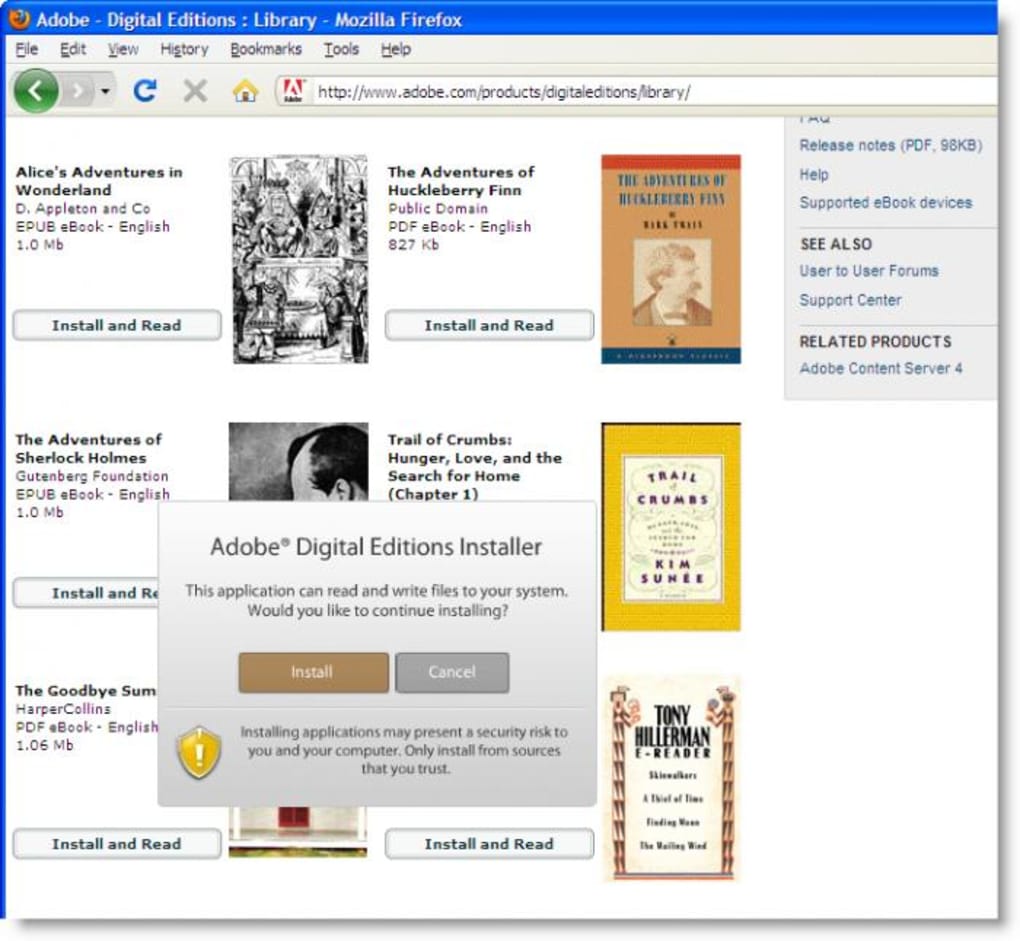 Adobe - Digital Editions : Library - Mozilla Firefox
File Edit View History Bookmarks Tools Help
Adobe
http://www.adobe.com/products/digitaleditions/library/
FAQ
Release notes (PDF, 98KB)
Help
Supported eBook devices
SEE ALSO
User to User Forums
Support Center
RELATED PRODUCTS
Adobe Content Server 4
Alice's Adventures in
Wonderland
D. Appleton and Co
EPUB eBook - English
1.0 Mb
Install and Read
The Adventures of
Huckleberry Finn
Public Domain
PDF eBook - English
827 Kb
Install and Read
THE ADVENTURES OF
HUCKLEBERRY FINN
BY
MARK TWAIN
The Adventures of
Sherlock Holmes
Gutenberg Foundation
EPUB eBook - English
1.0 Mb
Install and Re
Trail of Crumbs:
Hunger, Love, and the
Search for Home
(Chapter 1)
TRAIL
of
CRUMBS
KIM
SUNÉE
Adobe® Digital Editions Installer
This application can read and write files to your system.
Would you like to continue installing?
Install
Cancel
Installing applications may present a security risk to
you and your computer. Only install from sources
that you trust.
The Goodbye Sum
HarperCollins
PDF eBook - English
1.06 Mb
Install and Read
Install and Read
TONY
HILLERMAN
E-READER
Skinwalkers
A Thief of Time
Finding Moon
The Wailing Wind